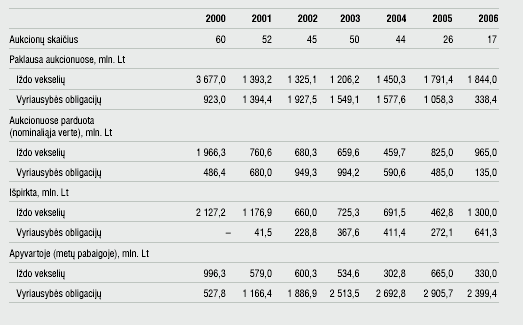 2000 2001 2002 2003 2004 2005 2006
Aukcionų skaičius 60 52 45 50 44 26 17
Paklausa aukcionuose, mln. Lt
Iždo vekselių 3 677,0 1 393,2 1 325,1 1 206,2 1 450,3 1 791,4 1 844,0
Vyriausybės obligacijų 923,0 1 394,4 1 927,5 1 549,1 1 577,6 1 058,3 338,4
Aukcionuose parduota
(nominaliąja verte), mln. Lt
Iždo vekselių 1 966,3 760,6 680,3 659,6 459,7 825,0 965,0
Vyriausybės obligacijų 486,4 680,0 949,3 994,2 590,6 485,0 135,0
Išpirkta, mln. Lt
Iždo vekselių 2 127,2 1 176,9 660,0 725,3 691,5 462,8 1 300,0
Vyriausybės obligacijų – 41,5 228,8 367,6 411,4 272,1 641,3
Apyvartoje (metų pabaigoje), mln. Lt
Iždo vekselių 996,3 579,0 600,3 534,6 302,8 665,0 330,0
Vyriausybės obligacijų 527,8 1 166,4 1 886,9 2 513,5 2 692,8 2 905,7 2 399,4